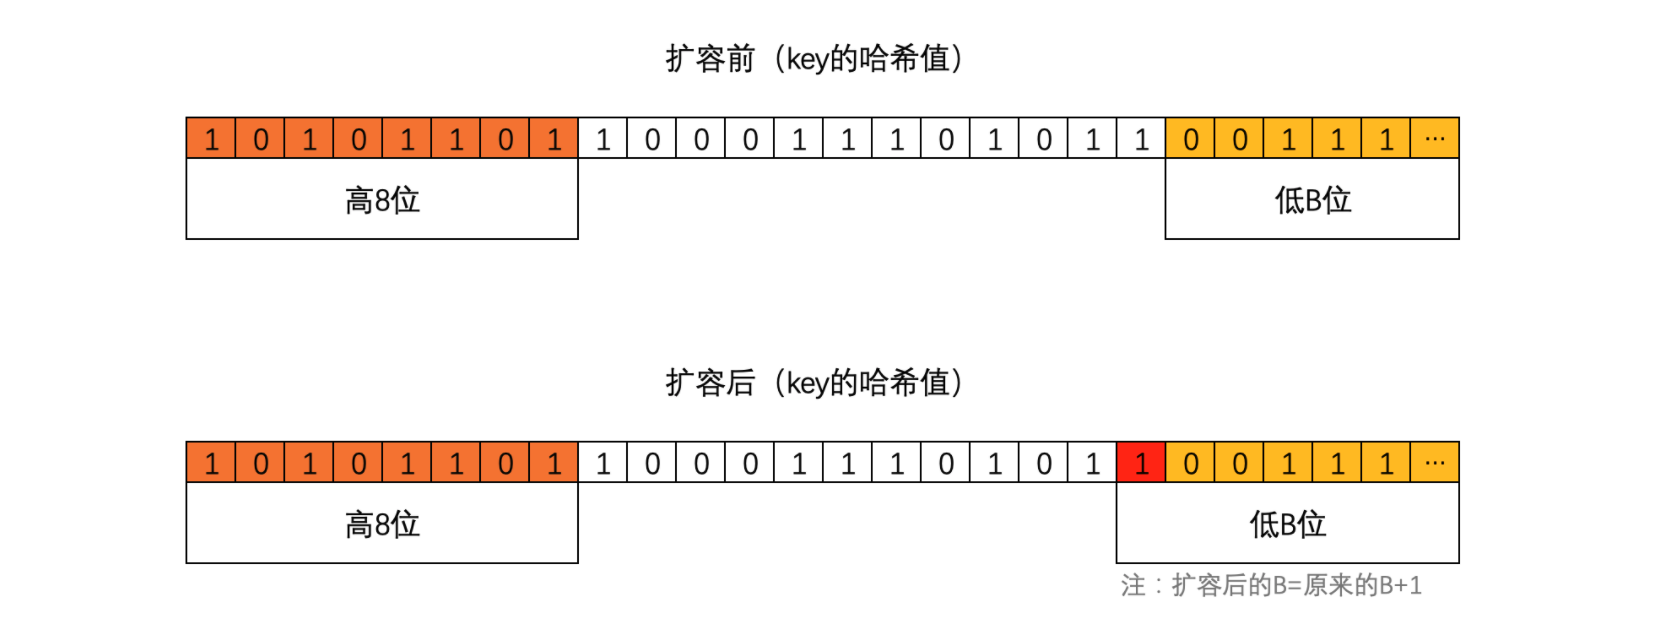 扩容前（key的哈希值）
1 0 1 0 1 1 0 1 1 0 0 0 1 1 1 0 1 0 1 1 0 0 1 1 1 ···
高8位 低B位
扩容后（key的哈希值）
1 0 1 0 1 1 0 1 1 0 0 0 1 1 1 0 1 0 1 1 0 0 1 1 1 ···
高8位 低B位
注：扩容后的B=原来的B+1